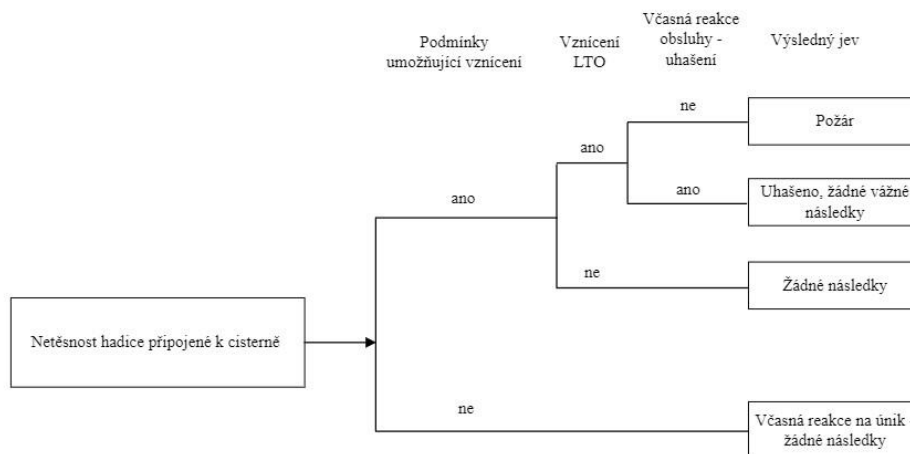 Podmínky
umožňující vznícení
Vznícení
LTO
Včasná reakce
obsluhy -
uhašení
Výsledný jev
ne
Požár
ano
ano
Uhašeno, žádné vážné
následky
ano
ne
Žádné následky
Netěsnost hadice připojené k cisterně
ne
Včasná reakce na únik -
žádné následky